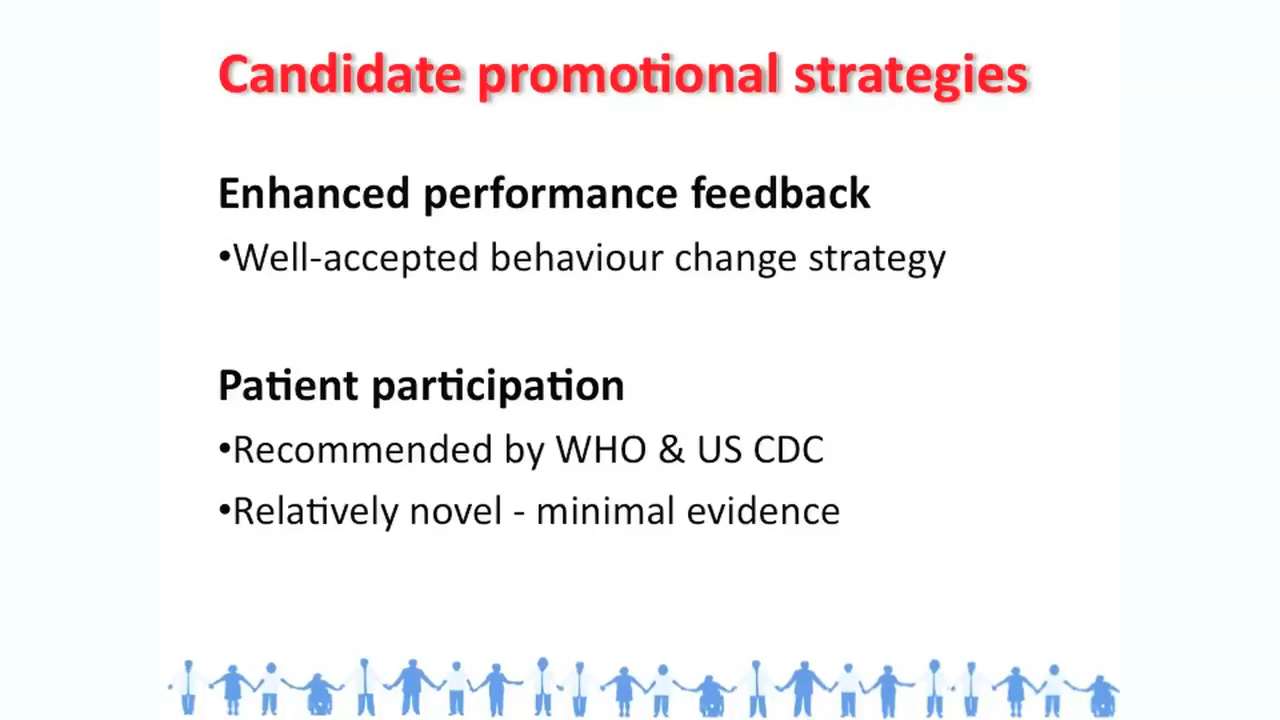 Candidate promotional strategies
Enhanced performance feedback
•Well-accepted behaviour change strategy
Patient participation
•Recommended by WHO & US CDC
•Relatively novel - minimal evidence